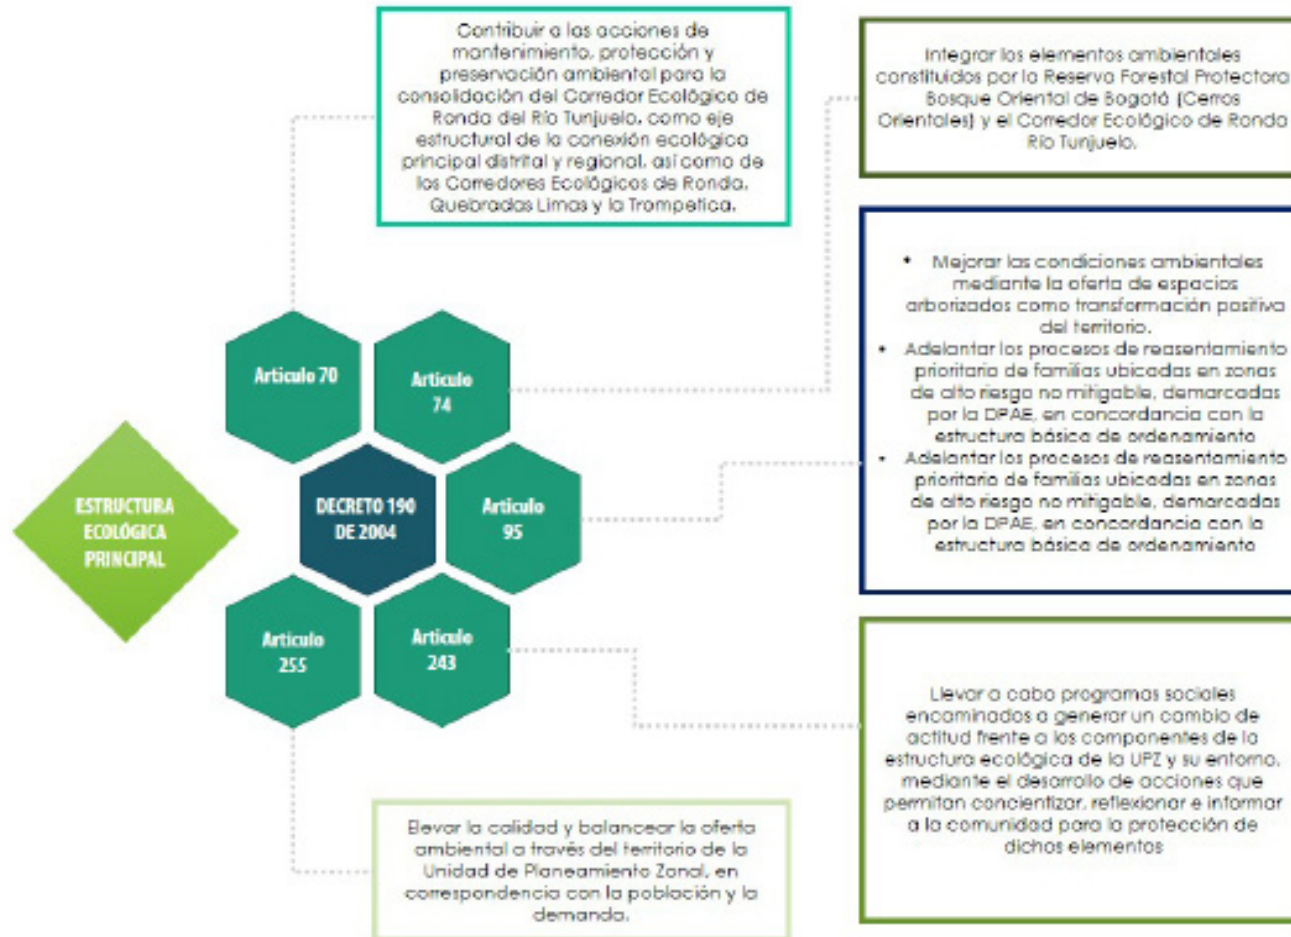 Contribuir a las acciones de
mantenimiento, protección y
preservación ambiental para la
consolidación del Corredor Ecológico de
Ronda del Río Tunjuelo, como eje
estructural de la conexión ecológica
principal distrital y regional, así como de
los Corredores Ecológicos de Ronda,
Quebradas Limas y la Trompetica.
Integrar los elementos ambientales
constituidos por la Reserva Forestal Protectora
Bosque Oriental de Bogotá (Cerros
Orientales) y el Corredor Ecológico de Ronda
Río Tunjuelo.
• Mejorar las condiciones ambientales
mediante la oferta de espacios
arborizados como transformación positiva
del territorio.
• Adelantar los procesos de reasentamiento
prioritario de familias ubicadas en zonas
de alto riesgo no mitigable, demarcadas
por la DPAE, en concordancia con la
estructura básica de ordenamiento
• Adelantar los procesos de reasentamiento
prioritario de familias ubicadas en zonas
de alto riesgo no mitigable, demarcadas
por la DPAE, en concordancia con la
estructura básica de ordenamiento
Articulo 70
Articulo
74
ESTRUCTURA
ECOLÓGICA
PRINCIPAL
DECRETO 190
DE 2004
Articulo
95
Articulo
255
Articulo
243
Llevar a cabo programas sociales
encaminados a generar un cambio de
actitud frente a los componentes de la
estructura ecológica de la UPZ y su entorno,
mediante el desarrollo de acciones que
permitan concientizar, reflexionar e informar
a la comunidad para la protección de
dichos elementos
Elevar la calidad y balancear la oferta
ambiental a través del territorio de la
Unidad de Planeamiento Zonal, en
correspondencia con la población y la
demanda.